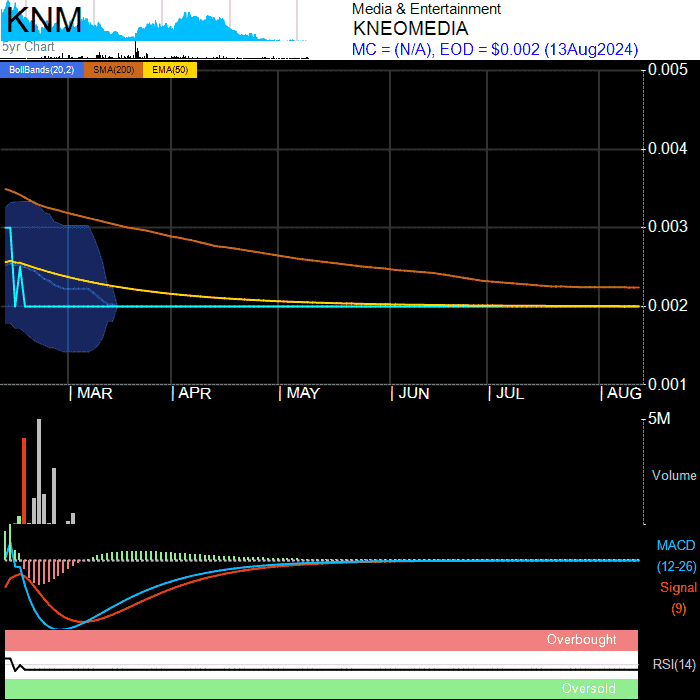 KNM
5yr Chart
Media & Entertainment
KNEOMEDIA
MC = (N/A), EOD = $0.002 (13Aug2024)
BollBands(20,2) SMA(200) EMA(50)
0.005
0.004
0.003
0.002
0.001
MAR APR MAY JUN JUL AUG
5M
Volume
MACD
(12-26)
Signal
(9)
Overbought
RSI(14)
Oversold